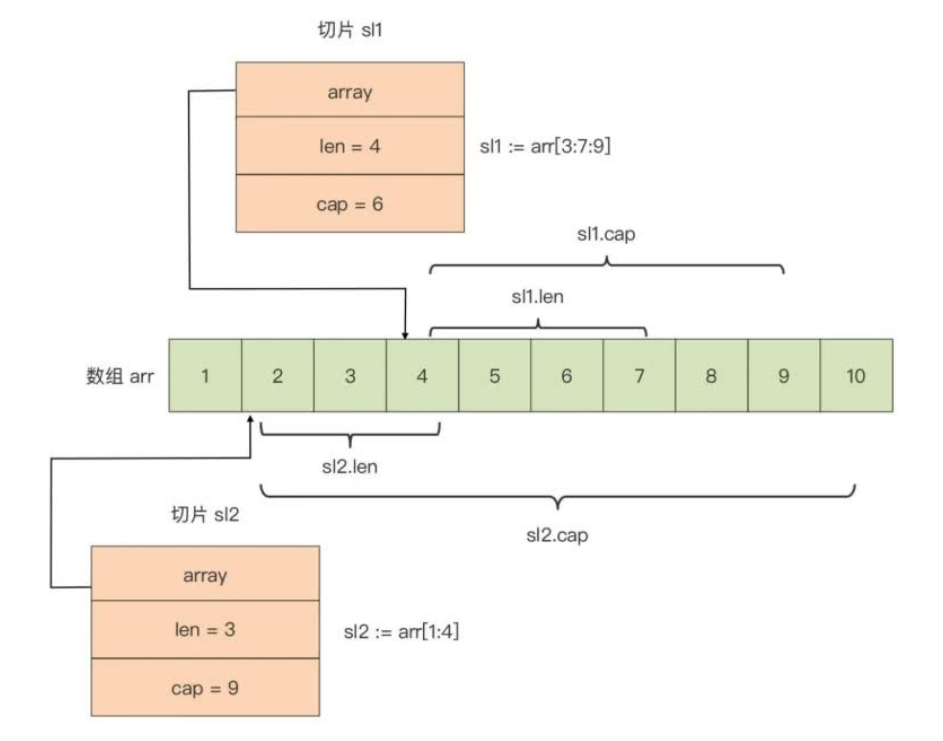 切片 sl1
array
len = 4
sl1 := arr[3:7:9]
cap = 6
sl1.cap
sl1.len
数组 arr
1 2 3 4 5 6 7 8 9 10
sl2.len
切片 sl2
sl2.cap
array
len = 3
sl2 := arr[1:4]
cap = 9